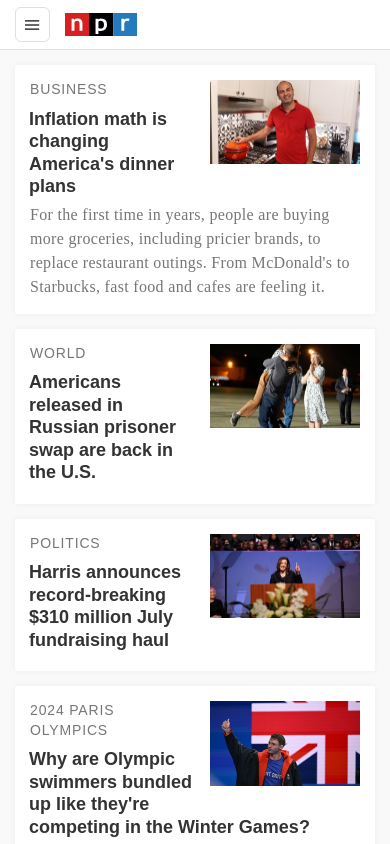 npr
BUSINESS
Inflation math is
changing
America's dinner
plans
For the first time in years, people are buying
more groceries, including pricier brands, to
replace restaurant outings. From McDonald's to
Starbucks, fast food and cafes are feeling it.
WORLD
Americans
released in
Russian prisoner
swap are back in
the U.S.
POLITICS
Harris announces
record-breaking
$310 million July
fundraising haul
2024 PARIS
OLYMPICS
Why are Olympic
swimmers bundled
up like they're
competing in the Winter Games?